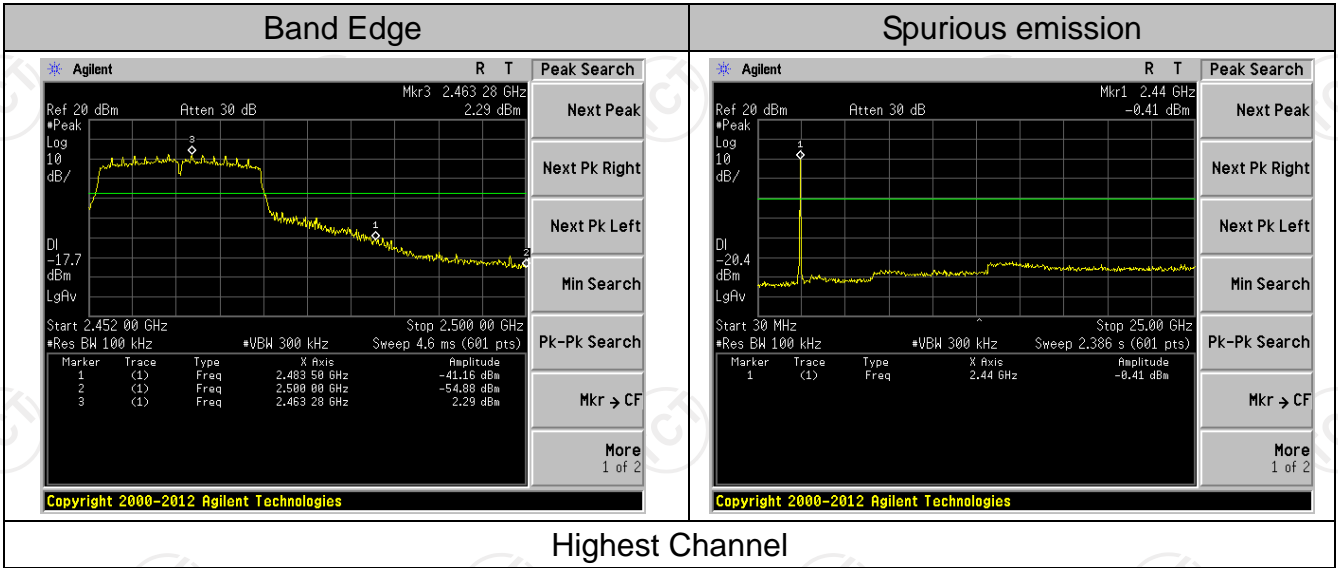 Band Edge
Spurious emission
Agilent R T Peak Search
Mkr3 2.463 28 GHz
Ref 20 dBm Atten 30 dB 2.29 dBm
#Peak
Log
10
dB/
3
1
2
DI
-17.7
dBm
LgAv
Start 2.452 00 GHz Stop 2.500 00 GHz
#Res BW 100 kHz #VBW 300 kHz Sweep 4.6 ms (601 pts)
Marker Trace Type X Axis Amplitude
1 (1) Freq 2.483 50 GHz -41.16 dBm
2 (1) Freq 2.500 00 GHz -54.88 dBm
3 (1) Freq 2.463 28 GHz 2.29 dBm
Next Peak
Next Pk Right
Next Pk Left
Min Search
Pk-Pk Search
Mkr → CF
More
1 of 2
Copyright 2000-2012 Agilent Technologies
Agilent R T Peak Search
Mkr1 2.44 GHz
Ref 20 dBm Atten 30 dB -0.41 dBm
#Peak
Log
10
dB/
1
DI
-20.4
dBm
LgAv
Start 30 MHz Stop 25.00 GHz
#Res BW 100 kHz #VBW 300 kHz Sweep 2.386 s (601 pts)
Marker Trace Type X Axis Amplitude
1 (1) Freq 2.44 GHz -0.41 dBm
Next Peak
Next Pk Right
Next Pk Left
Min Search
Pk-Pk Search
Mkr → CF
More
1 of 2
Copyright 2000-2012 Agilent Technologies
Highest Channel